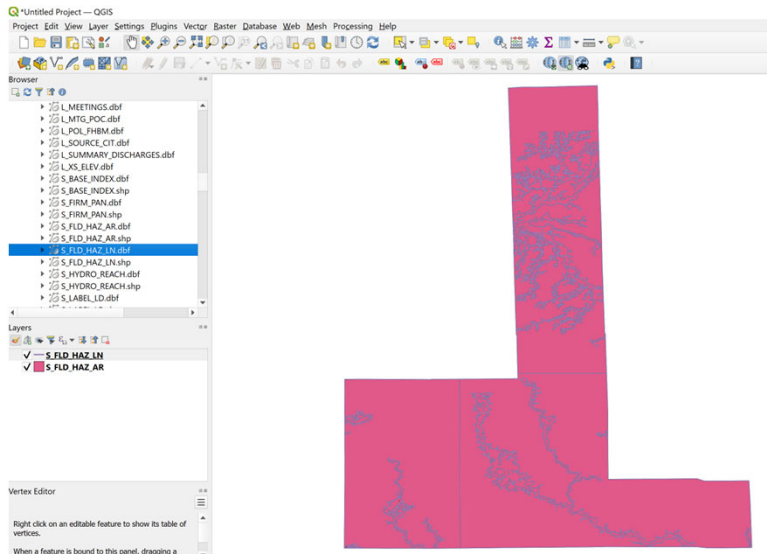 *Untitled Project — QGIS
Project Edit View Layer Settings Plugins Vector Raster Database Web Mesh Processing Help
Browser
L_MEETINGS.dbf
L_MTG_POC.dbf
L_POL_FHBM.dbf
L_SOURCE_CIT.dbf
L_SUMMARY_DISCHARGES.dbf
L_XS_ELEV.dbf
S_BASE_INDEX.dbf
S_BASE_INDEX.shp
S_FIRM_PAN.dbf
S_FIRM_PAN.shp
S_FLD_HAZ_AR.dbf
S_FLD_HAZ_AR.shp
S_FLD_HAZ_LN.dbf
S_FLD_HAZ_LN.shp
S_HYDRO_REACH.dbf
S_HYDRO_REACH.shp
S_LABEL_LD.dbf
Layers
S_FLD_HAZ_LN
S_FLD_HAZ_AR
Vertex Editor
Right click on an editable feature to show its table of
vertices.
When a feature is bound to this panel, dragging a